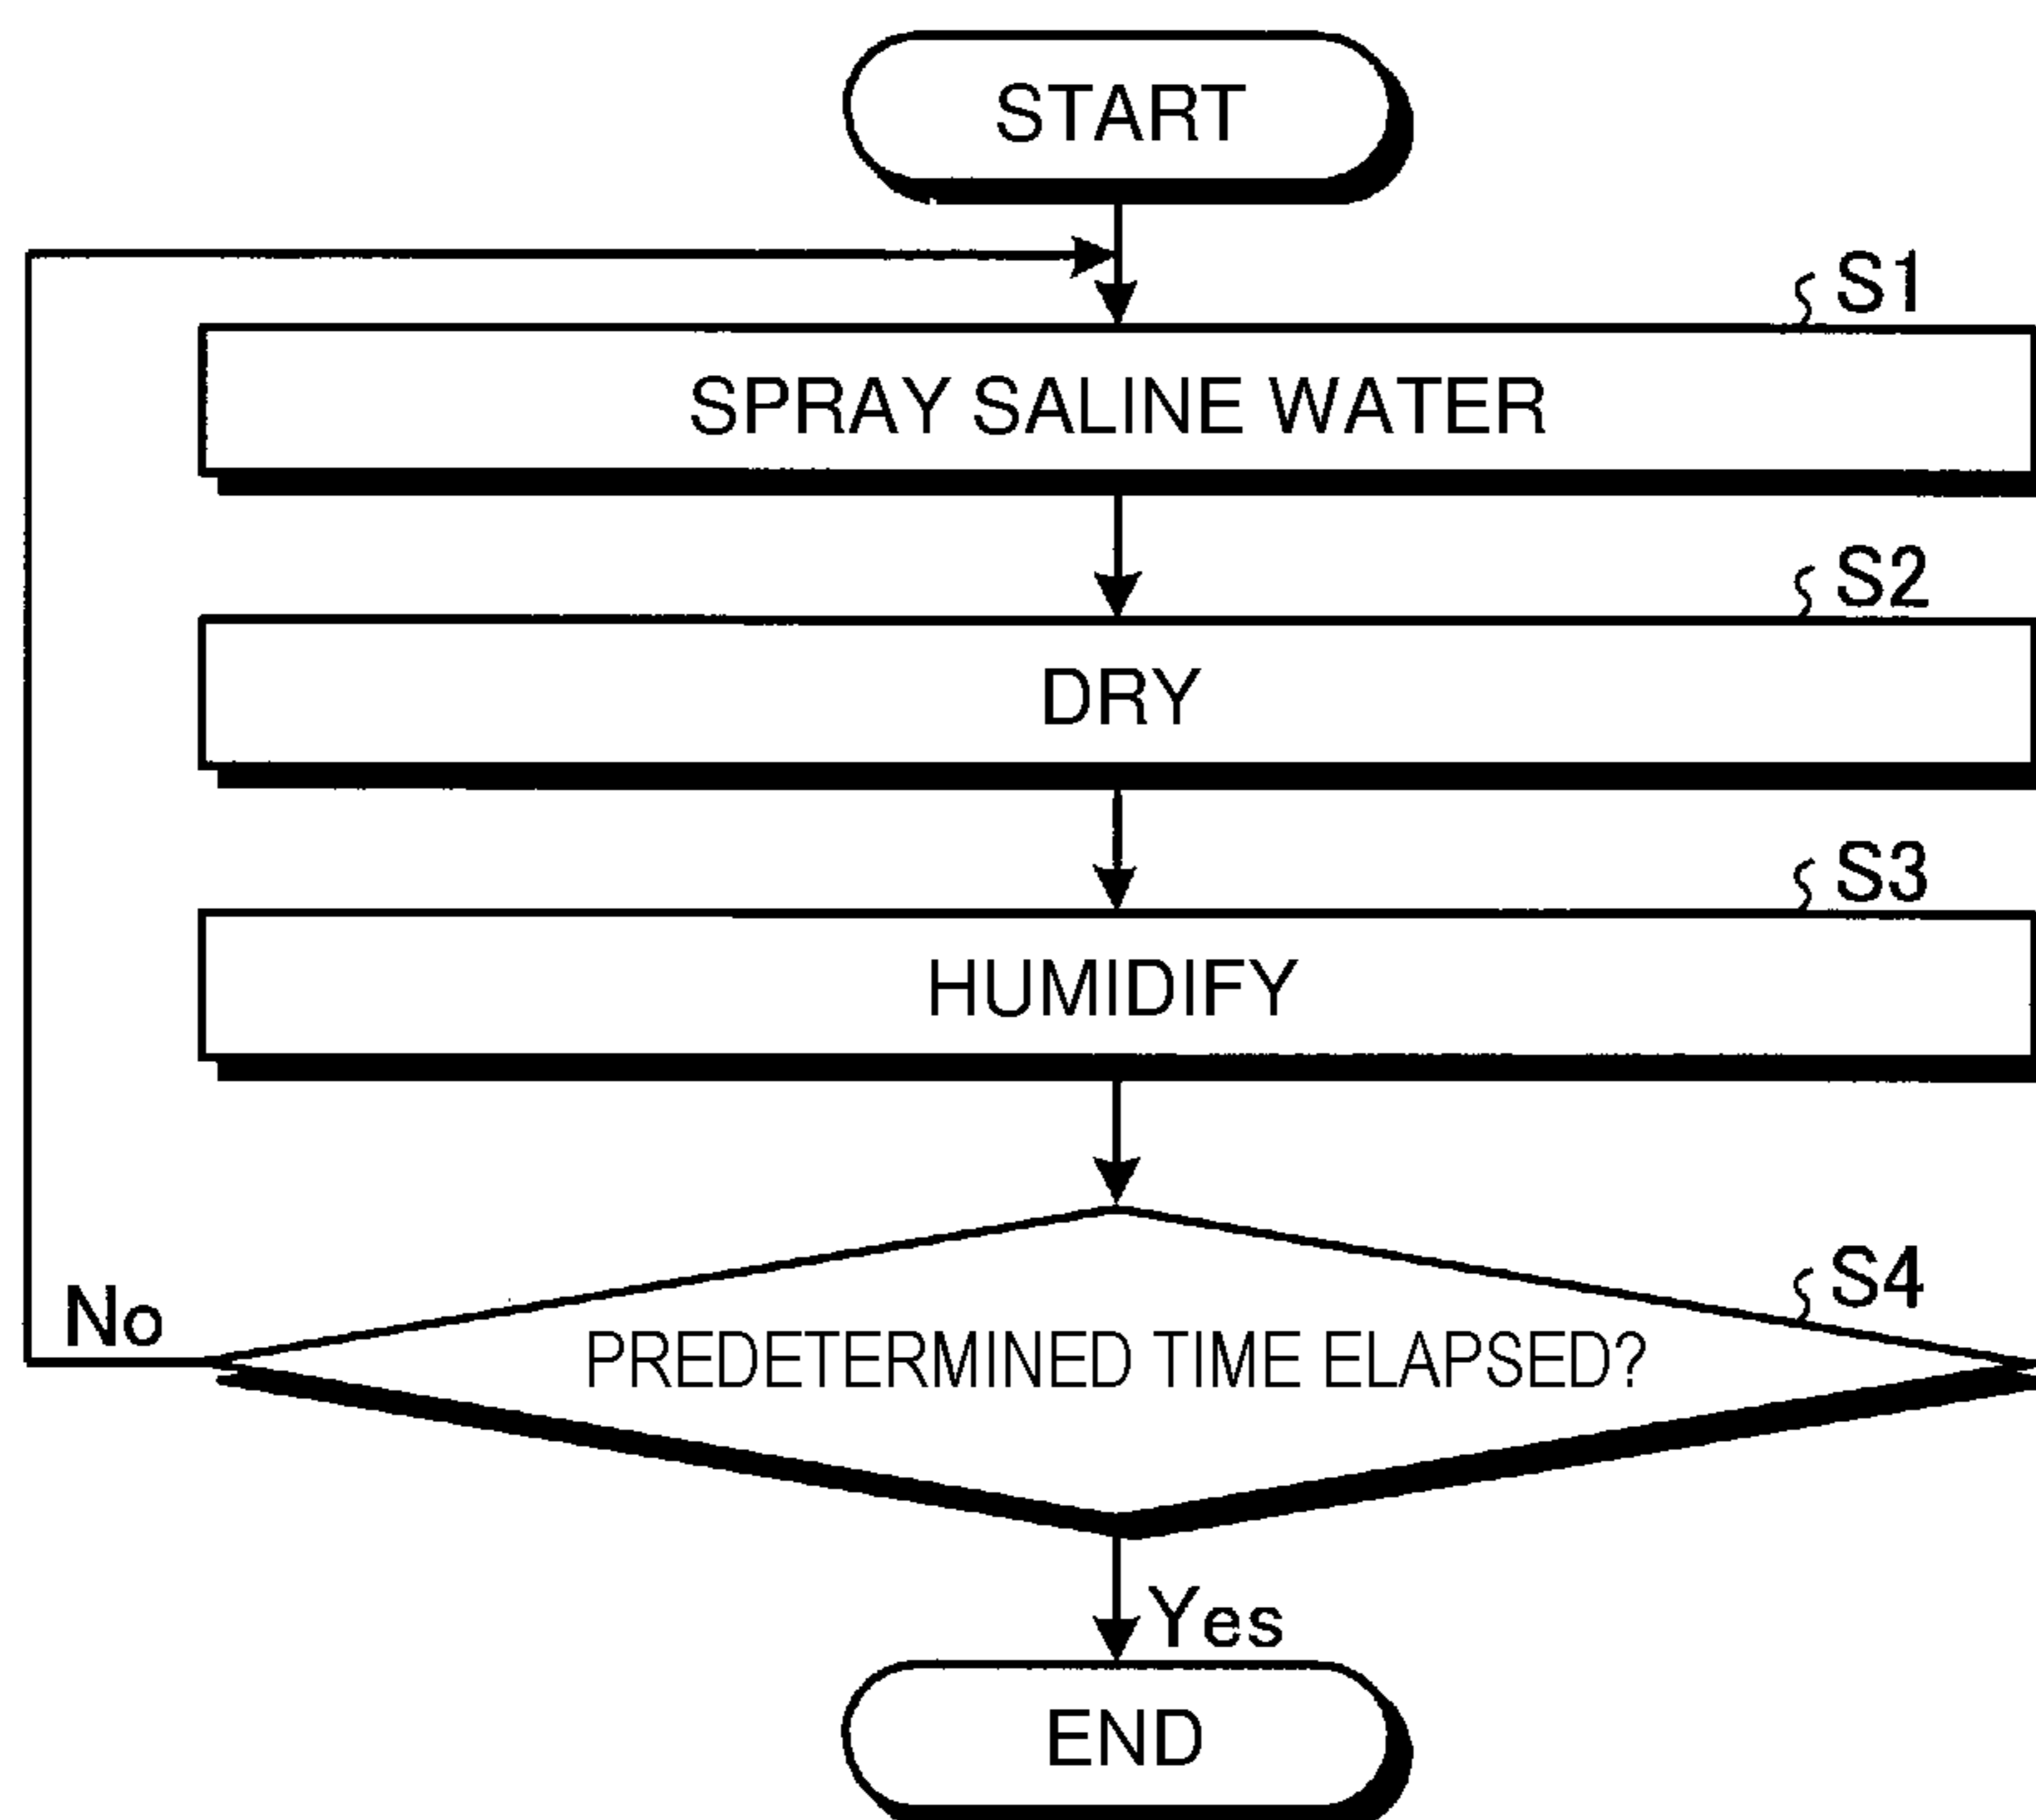 START
S1
SPRAY SALINE WATER
S2
DRY
S3
HUMIDIFY
S4
No
PREDETERMINED TIME ELAPSED?
Yes
END